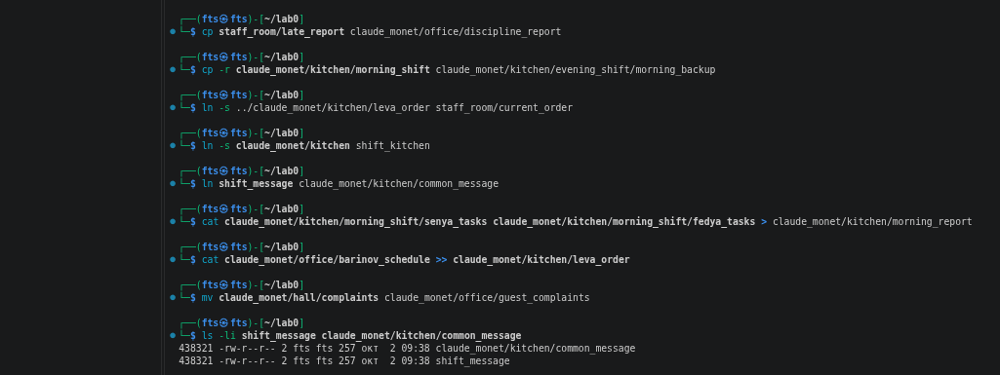 ┌──(fts㉿fts)-[~/lab0]
└─$ cp staff_room/late_report claude_monet/office/discipline_report
┌──(fts㉿fts)-[~/lab0]
└─$ cp -r claude_monet/kitchen/morning_shift claude_monet/kitchen/evening_shift/morning_backup
┌──(fts㉿fts)-[~/lab0]
└─$ ln -s ../claude_monet/kitchen/leva_order staff_room/current_order
┌──(fts㉿fts)-[~/lab0]
└─$ ln -s claude_monet/kitchen shift_kitchen
┌──(fts㉿fts)-[~/lab0]
└─$ ln shift_message claude_monet/kitchen/common_message
┌──(fts㉿fts)-[~/lab0]
└─$ cat claude_monet/kitchen/morning_shift/senya_tasks claude_monet/kitchen/morning_shift/fedya_tasks > claude_monet/kitchen/morning_report
┌──(fts㉿fts)-[~/lab0]
└─$ cat claude_monet/office/barinov_schedule >> claude_monet/kitchen/leva_order
┌──(fts㉿fts)-[~/lab0]
└─$ mv claude_monet/hall/complaints claude_monet/office/guest_complaints
┌──(fts㉿fts)-[~/lab0]
└─$ ls -li shift_message claude_monet/kitchen/common_message
438321 -rw-r--r-- 2 fts fts 257 окт  2 09:38 claude_monet/kitchen/common_message
438321 -rw-r--r-- 2 fts fts 257 окт  2 09:38 shift_message